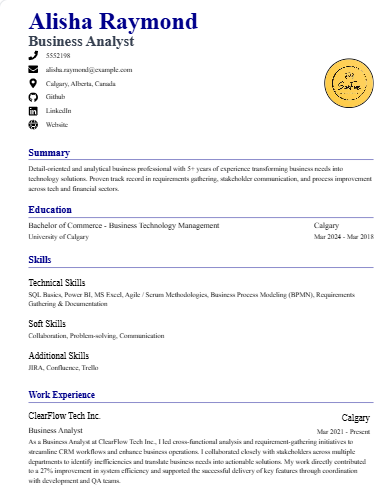 Alisha Raymond
Business Analyst
5552198
alisha.raymond@example.com
Calgary, Alberta, Canada
Github
LinkedIn
Website
Summary
Detail-oriented and analytical business professional with 5+ years of experience transforming business needs into
technology solutions. Proven track record in requirements gathering, stakeholder communication, and process improvement
across tech and financial sectors.
Education
Bachelor of Commerce - Business Technology Management Calgary
University of Calgary Mar 2024 - Mar 2018
Skills
Technical Skills
SQL Basics, Power BI, MS Excel, Agile / Scrum Methodologies, Business Process Modeling (BPMN), Requirements
Gathering & Documentation
Soft Skills
Collaboration, Problem-solving, Communication
Additional Skills
JIRA, Confluence, Trello
Work Experience
ClearFlow Tech Inc. Calgary
Business Analyst Mar 2021 - Present
As a Business Analyst at ClearFlow Tech Inc., I led cross-functional analysis and requirement-gathering initiatives to
streamline CRM workflows and enhance business operations. I collaborated closely with stakeholders across multiple
departments to identify inefficiencies and translate business needs into actionable solutions. My work directly contributed
to a 27% improvement in system efficiency and supported the successful delivery of key features through coordination
with development and QA teams.